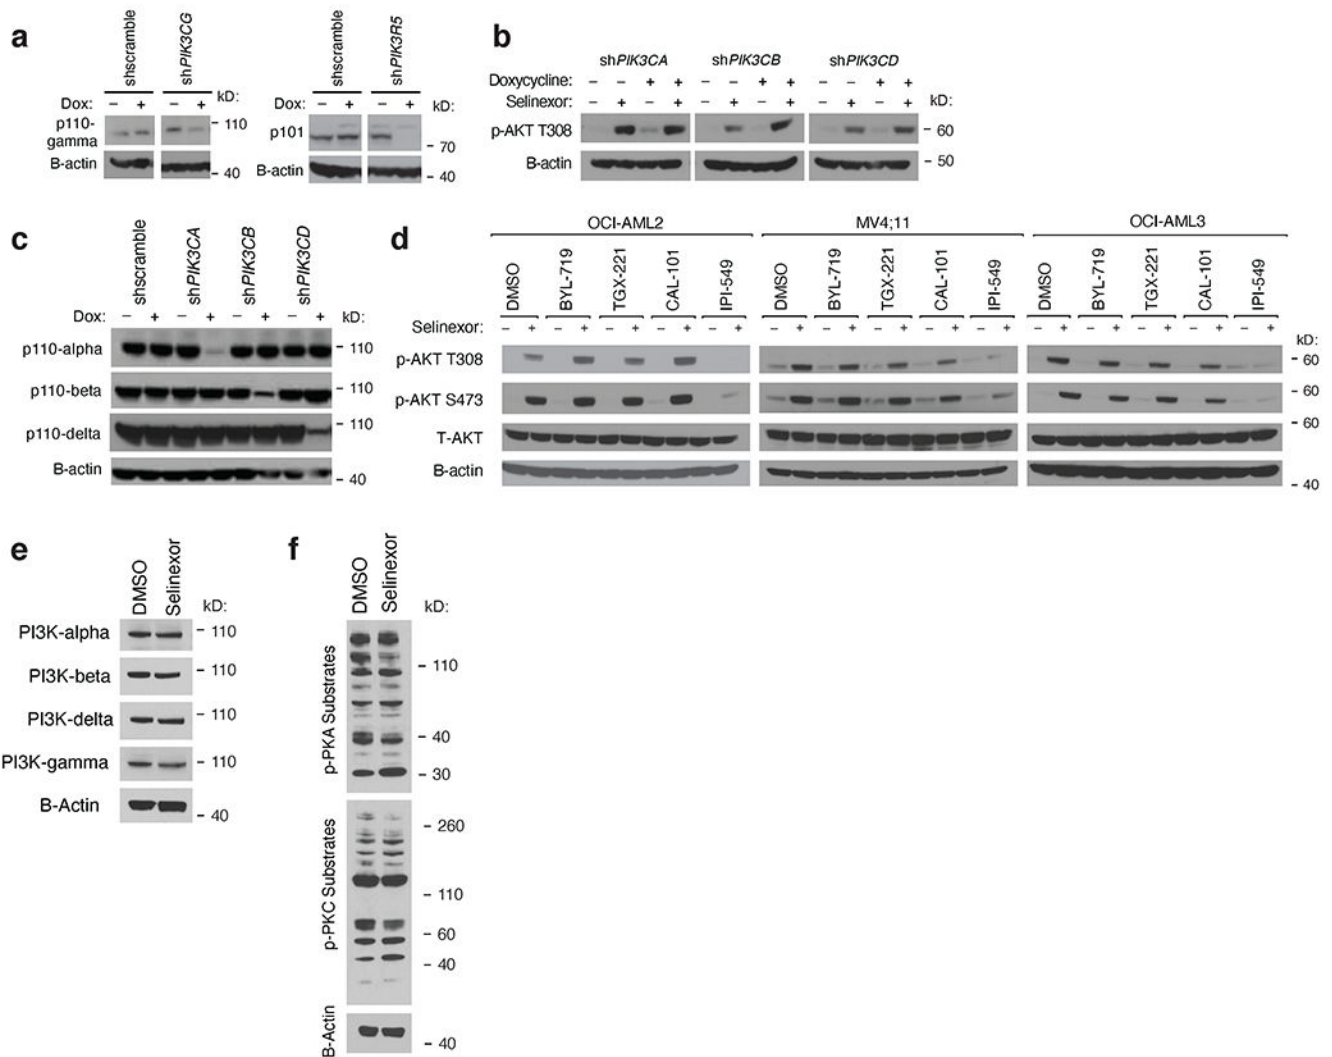 a
shscramble
shPIK3CG
Dox:
– + – +
kD:
p110-
gamma
- 110
B-actin
- 40
shscramble
shPIK3R5
Dox:
– + – +
kD:
p101
- 70
B-actin
- 40
b
shPIK3CA shPIK3CB shPIK3CD
Doxycycline: – – + + – – + + – – + +
Selinexor: – + – + – + – + – + – + kD:
p-AKT T308 - 60
B-actin - 50
c
shscramble
shPIK3CA
shPIK3CB
shPIK3CD
Dox: – + – + – + – + kD:
p110-alpha - 110
p110-beta - 110
p110-delta - 110
B-actin - 40
d
OCI-AML2 MV4;11 OCI-AML3
DMSO
BYL-719
TGX-221
CAL-101
IPI-549
DMSO
BYL-719
TGX-221
CAL-101
IPI-549
DMSO
BYL-719
TGX-221
CAL-101
IPI-549
Selinexor: – + – + – + – + – + – + – + – + – + – + – + – + – + – + – +
kD:
p-AKT T308 - 60
p-AKT S473 - 60
T-AKT - 60
B-actin - 40
e
DMSO
Selinexor
kD:
PI3K-alpha - 110
PI3K-beta - 110
PI3K-delta - 110
PI3K-gamma - 110
B-Actin - 40
f
DMSO
Selinexor
kD:
p-PKA Substrates
- 110
- 40
- 30
p-PKC Substrates
- 260
- 110
- 60
- 40
B-Actin
- 40